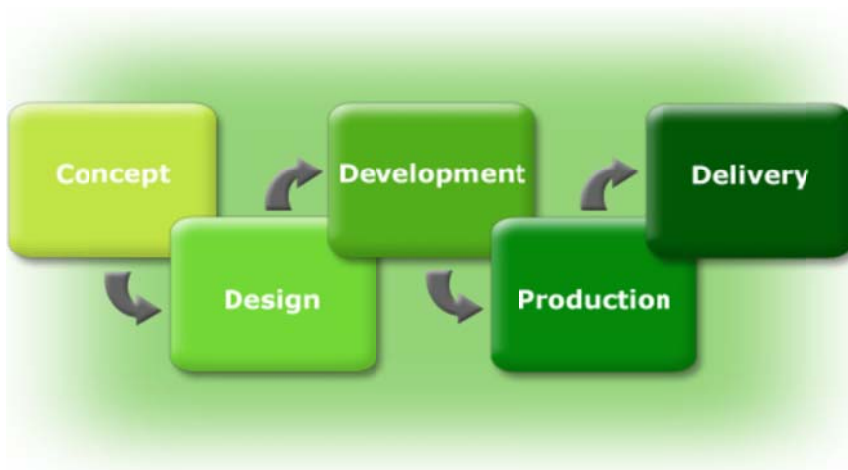 Concept
Design
Development
Production
Delivery